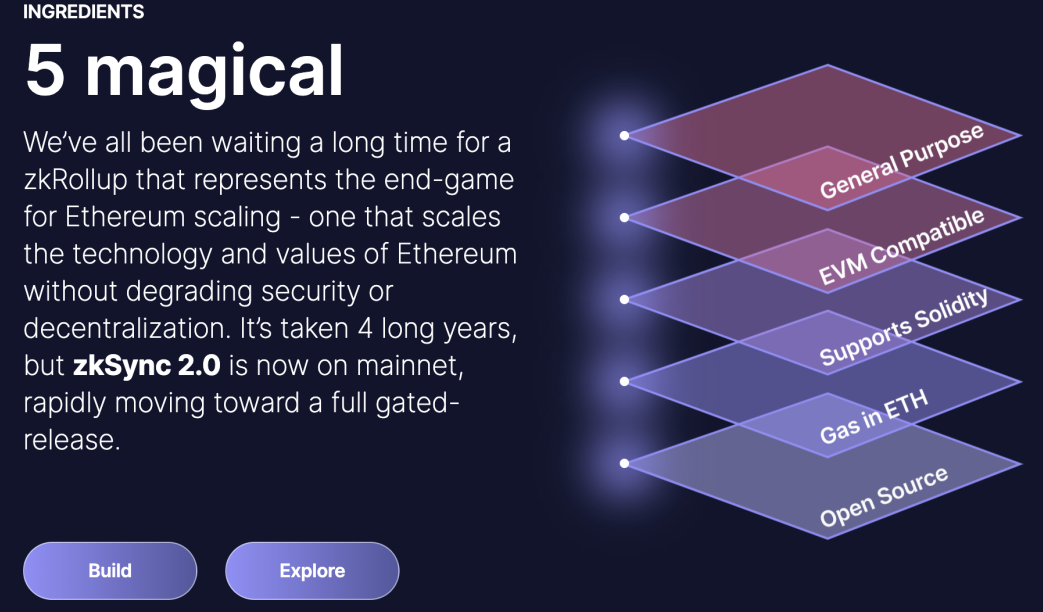 INGREDIENTS
5 magical
We’ve all been waiting a long time for a
zkRollup that represents the end-game
for Ethereum scaling - one that scales
the technology and values of Ethereum
without degrading security or
decentralization. It’s taken 4 long years,
but zkSync 2.0 is now on mainnet,
rapidly moving toward a full gated-
release.
Build
Explore
General Purpose
EVM Compatible
Supports Solidity
Gas in ETH
Open Source